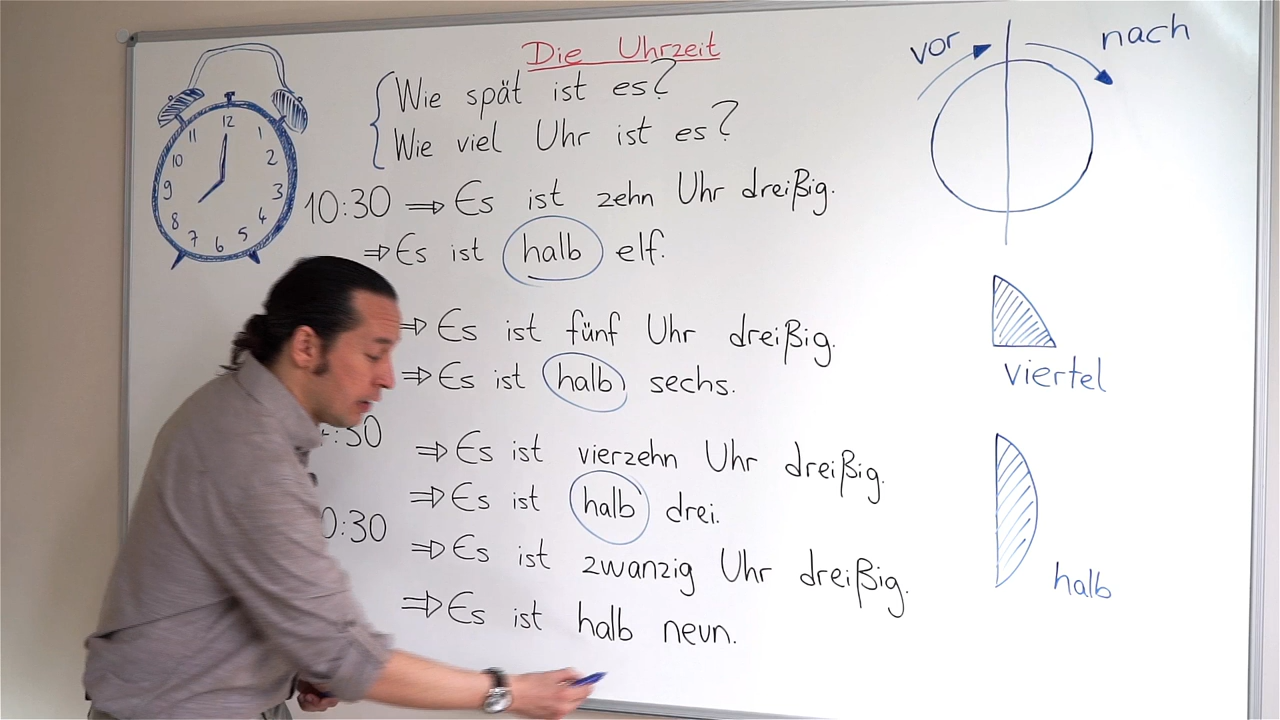 Die Uhrzeit
Wie spät ist es?
Wie viel Uhr ist es?
10:30 ⇒ Es ist zehn Uhr dreißig.
⇒ Es ist halb elf.
⇒ Es ist fünf Uhr dreißig.
⇒ Es ist halb sechs.
:30 ⇒ Es ist vierzehn Uhr dreißig.
⇒ Es ist halb drei.
0:30 ⇒ Es ist zwanzig Uhr dreißig.
⇒ Es ist halb neun.
12
1
2
3
4
5
6
7
8
9
10
11
vor nach
viertel
halb